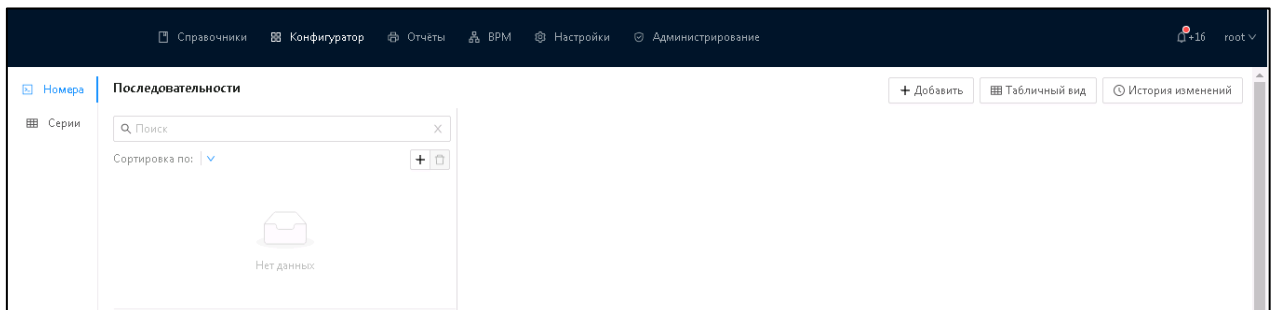 Справочники Конфигуратор Отчёты BPM Настройки Администрирование +16 root
Номера Последовательности + Добавить Табличный вид История изменений
Серии Поиск
Сортировка по:
Нет данных